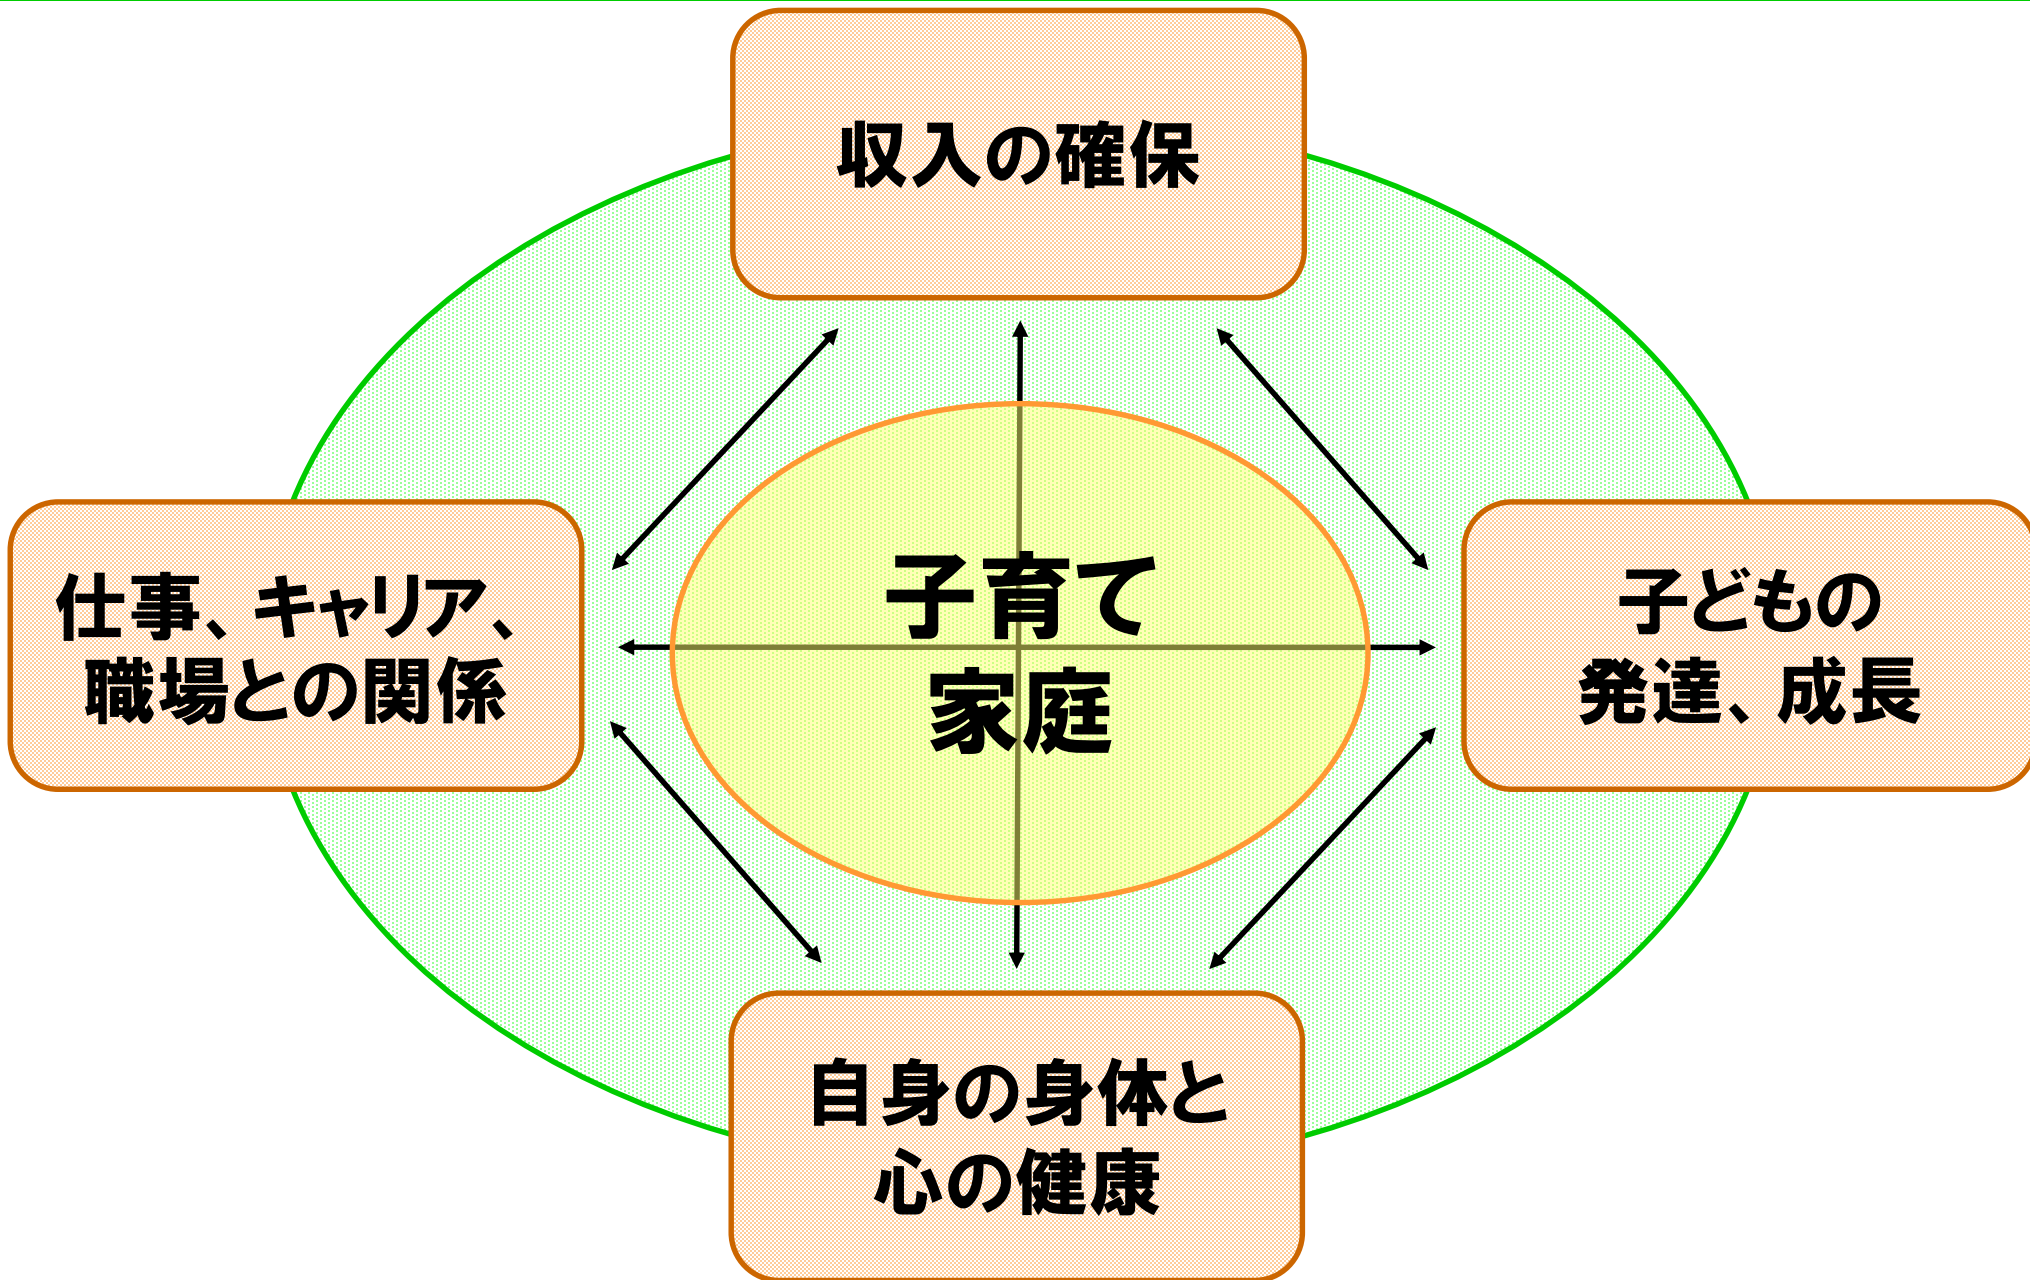 収入の確保
仕事、キャリア、
職場との関係
子育て
家庭
子どもの
発達、成長
自身の身体と
心の健康